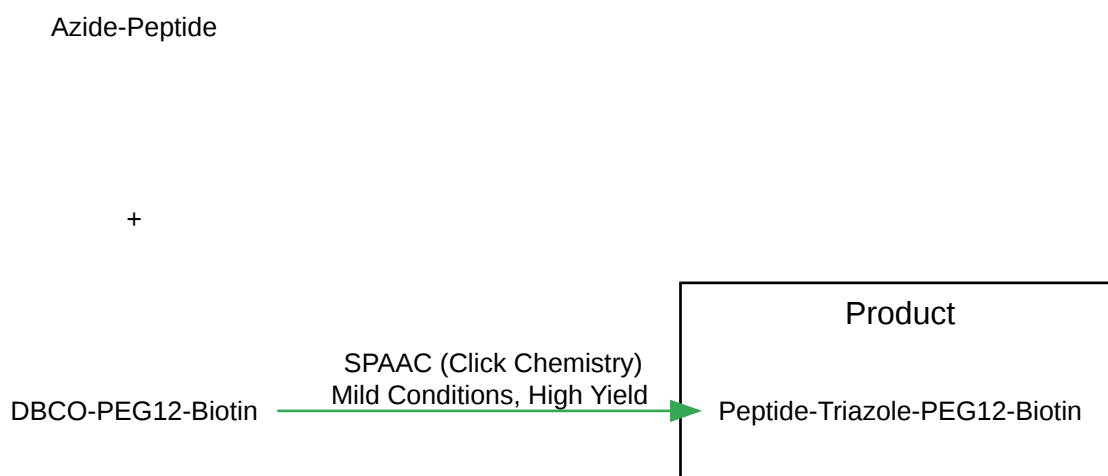 Azide-Peptide
+
Product
SPAAC (Click Chemistry)
Mild Conditions, High Yield
DBCO-PEG12-Biotin
Peptide-Triazole-PEG12-Biotin